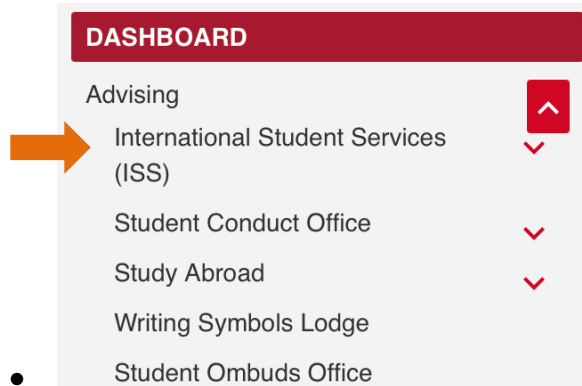 DASHBOARD
Advising
International Student Services
(ISS)
Student Conduct Office
Study Abroad
Writing Symbols Lodge
Student Ombuds Office